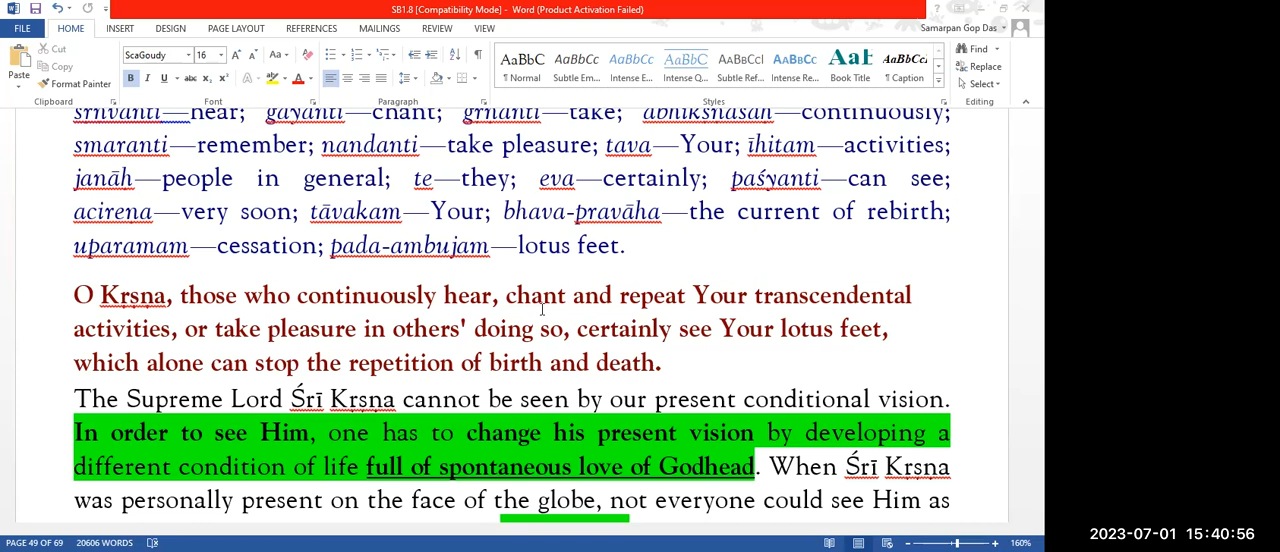 SB1.8 [Compatibility Mode] - Word (Product Activation Failed)
FILE HOME INSERT DESIGN PAGE LAYOUT REFERENCES MAILINGS REVIEW VIEW
Samarpan Gop Das
Paste
Cut
Copy
Format Painter
ScaGoudy 16
B I U abc x₂ x²
AaBbC AaBbCc AaBbCc AaBbCc AaBbCcI AaBbCc AaBt AaBbCc
¶ Normal Subtle Em... Intense E... Intense Q... Subtle Ref... Intense Re... Book Title ¶ Caption
Find
Replace
Select
Clipboard Font Paragraph Styles Editing
śṛṇvanti—hear; gāyanti—chant; gṛṇanti—take; abhīkṣṇaśaḥ—continuously;
smaranti—remember; nandanti—take pleasure; tava—Your; īhitam—activities;
janāḥ—people in general; te—they; eva—certainly; paśyanti—can see;
acireṇa—very soon; tāvakam—Your; bhava-pravāha—the current of rebirth;
uparamam—cessation; pada-ambujam—lotus feet.
O Kṛṣṇa, those who continuously hear, chant and repeat Your transcendental
activities, or take pleasure in others' doing so, certainly see Your lotus feet,
which alone can stop the repetition of birth and death.
The Supreme Lord Śrī Kṛṣṇa cannot be seen by our present conditional vision.
In order to see Him, one has to change his present vision by developing a
different condition of life full of spontaneous love of Godhead. When Śrī Kṛṣṇa
was personally present on the face of the globe, not everyone could see Him as
PAGE 49 OF 69 20606 WORDS 160%
2023-07-01 15:40:56